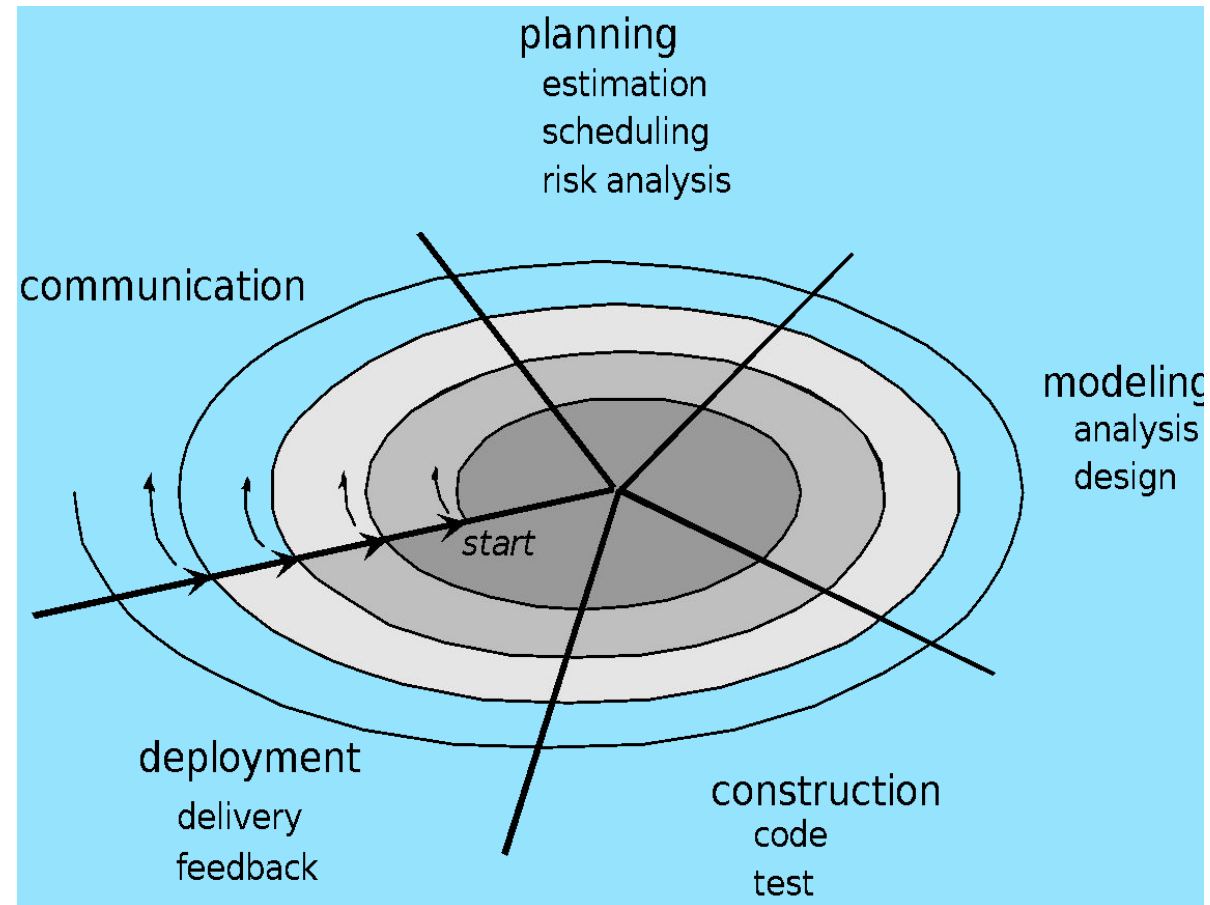 planning
estimation
scheduling
risk analysis
communication
modeling
analysis
design
start
deployment
delivery
feedback
construction
code
test